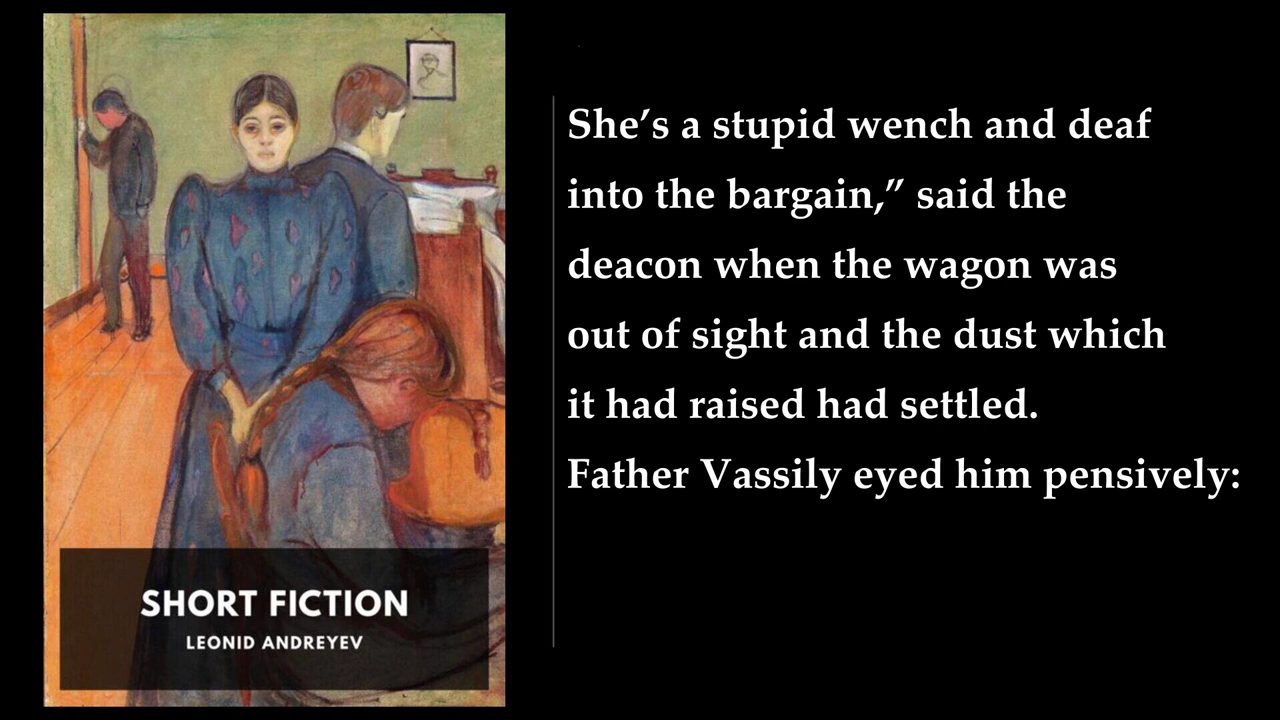 SHORT FICTION
LEONID ANDREYEV
She’s a stupid wench and deaf
into the bargain,” said the
deacon when the wagon was
out of sight and the dust which
it had raised had settled.
Father Vassily eyed him pensively: